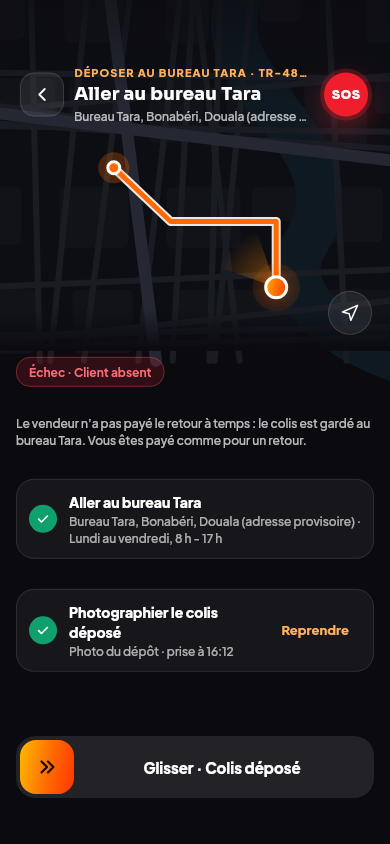 DÉPOSER AU BUREAU TARA · TR-48…
Aller au bureau Tara
Bureau Tara, Bonabéri, Douala (adresse …
SOS
Échec · Client absent
Le vendeur n'a pas payé le retour à temps : le colis est gardé au
bureau Tara. Vous êtes payé comme pour un retour.
Aller au bureau Tara
Bureau Tara, Bonabéri, Douala (adresse provisoire) ·
Lundi au vendredi, 8 h – 17 h
Photographier le colis
déposé
Photo du dépôt · prise à 16:12
Reprendre
Glisser · Colis déposé